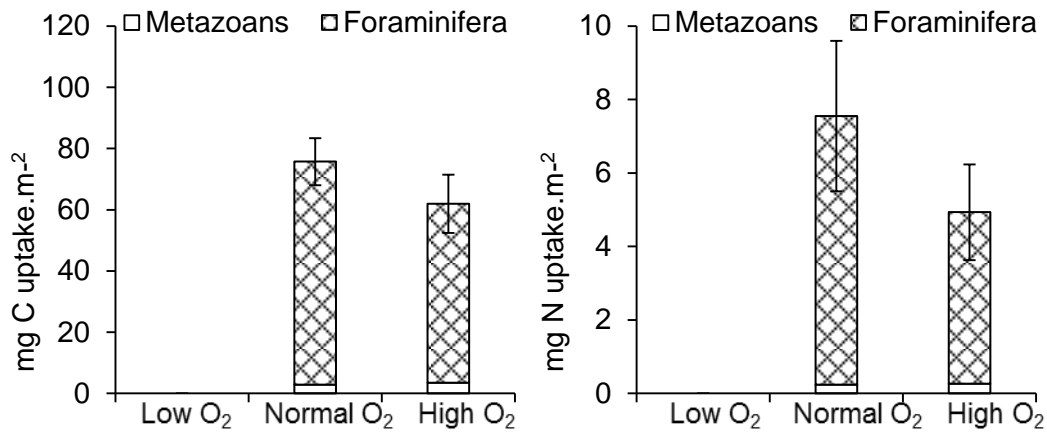 Metazoans Foraminifera
120
100
80
60
40
20
0
mg C uptake.m-2
Low O2 Normal O2 High O2
Metazoans Foraminifera
10
8
6
4
2
0
mg N uptake.m-2
Low O2 Normal O2 High O2